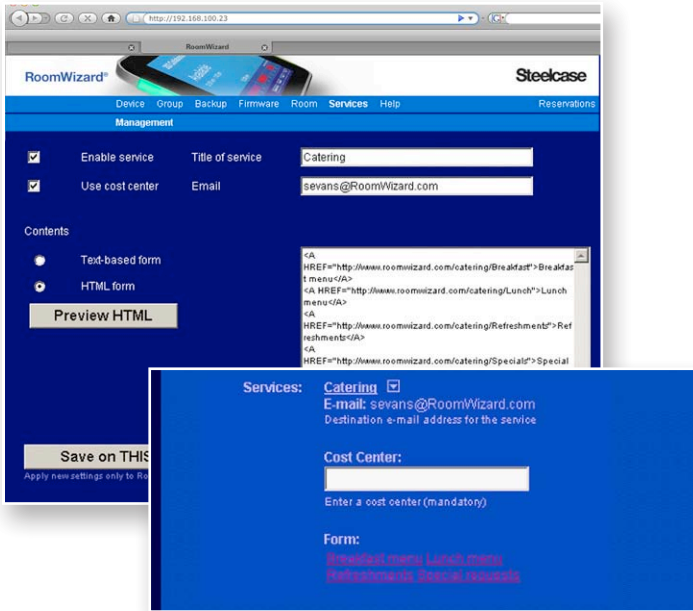 http://192.168.100.23
RoomWizard
RoomWizard®
Steelcase
Device Group Backup Firmware Room Services Help Reservations
Management
Enable service Title of service Catering
Use cost center Email sevans@RoomWizard.com
Contents
Text-based form
HTML form
Preview HTML
<A
HREF="http://www.roomwizard.com/catering/Breakfast">Breakfas
t menu</A>
<A HREF="http://www.roomwizard.com/catering/Lunch">Lunch
menu</A>
<A
HREF="http://www.roomwizard.com/catering/Refreshments">Ref
reshments</A>
<A
HREF="http://www.roomwizard.com/catering/Specials">Special
Save on THIS
Apply new settings only to Ro
Services: Catering
E-mail: sevans@RoomWizard.com
Destination e-mail address for the service
Cost Center:
Enter a cost center (mandatory)
Form:
Breakfast menu Lunch menu
Refreshments Special requests